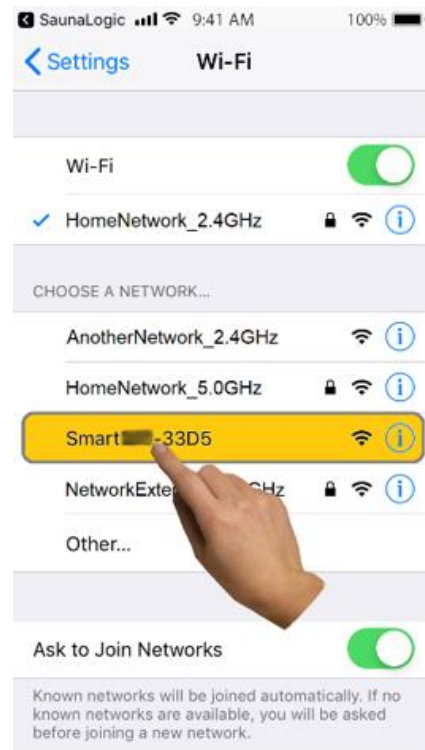 SaunaLogic 9:41 AM 100%
Settings Wi-Fi
Wi-Fi
HomeNetwork_2.4GHz
CHOOSE A NETWORK...
AnotherNetwork_2.4GHz
HomeNetwork_5.0GHz
Smart -33D5
Other...
Ask to Join Networks
Known networks will be joined automatically. If no
known networks are available, you will be asked
before joining a new network.